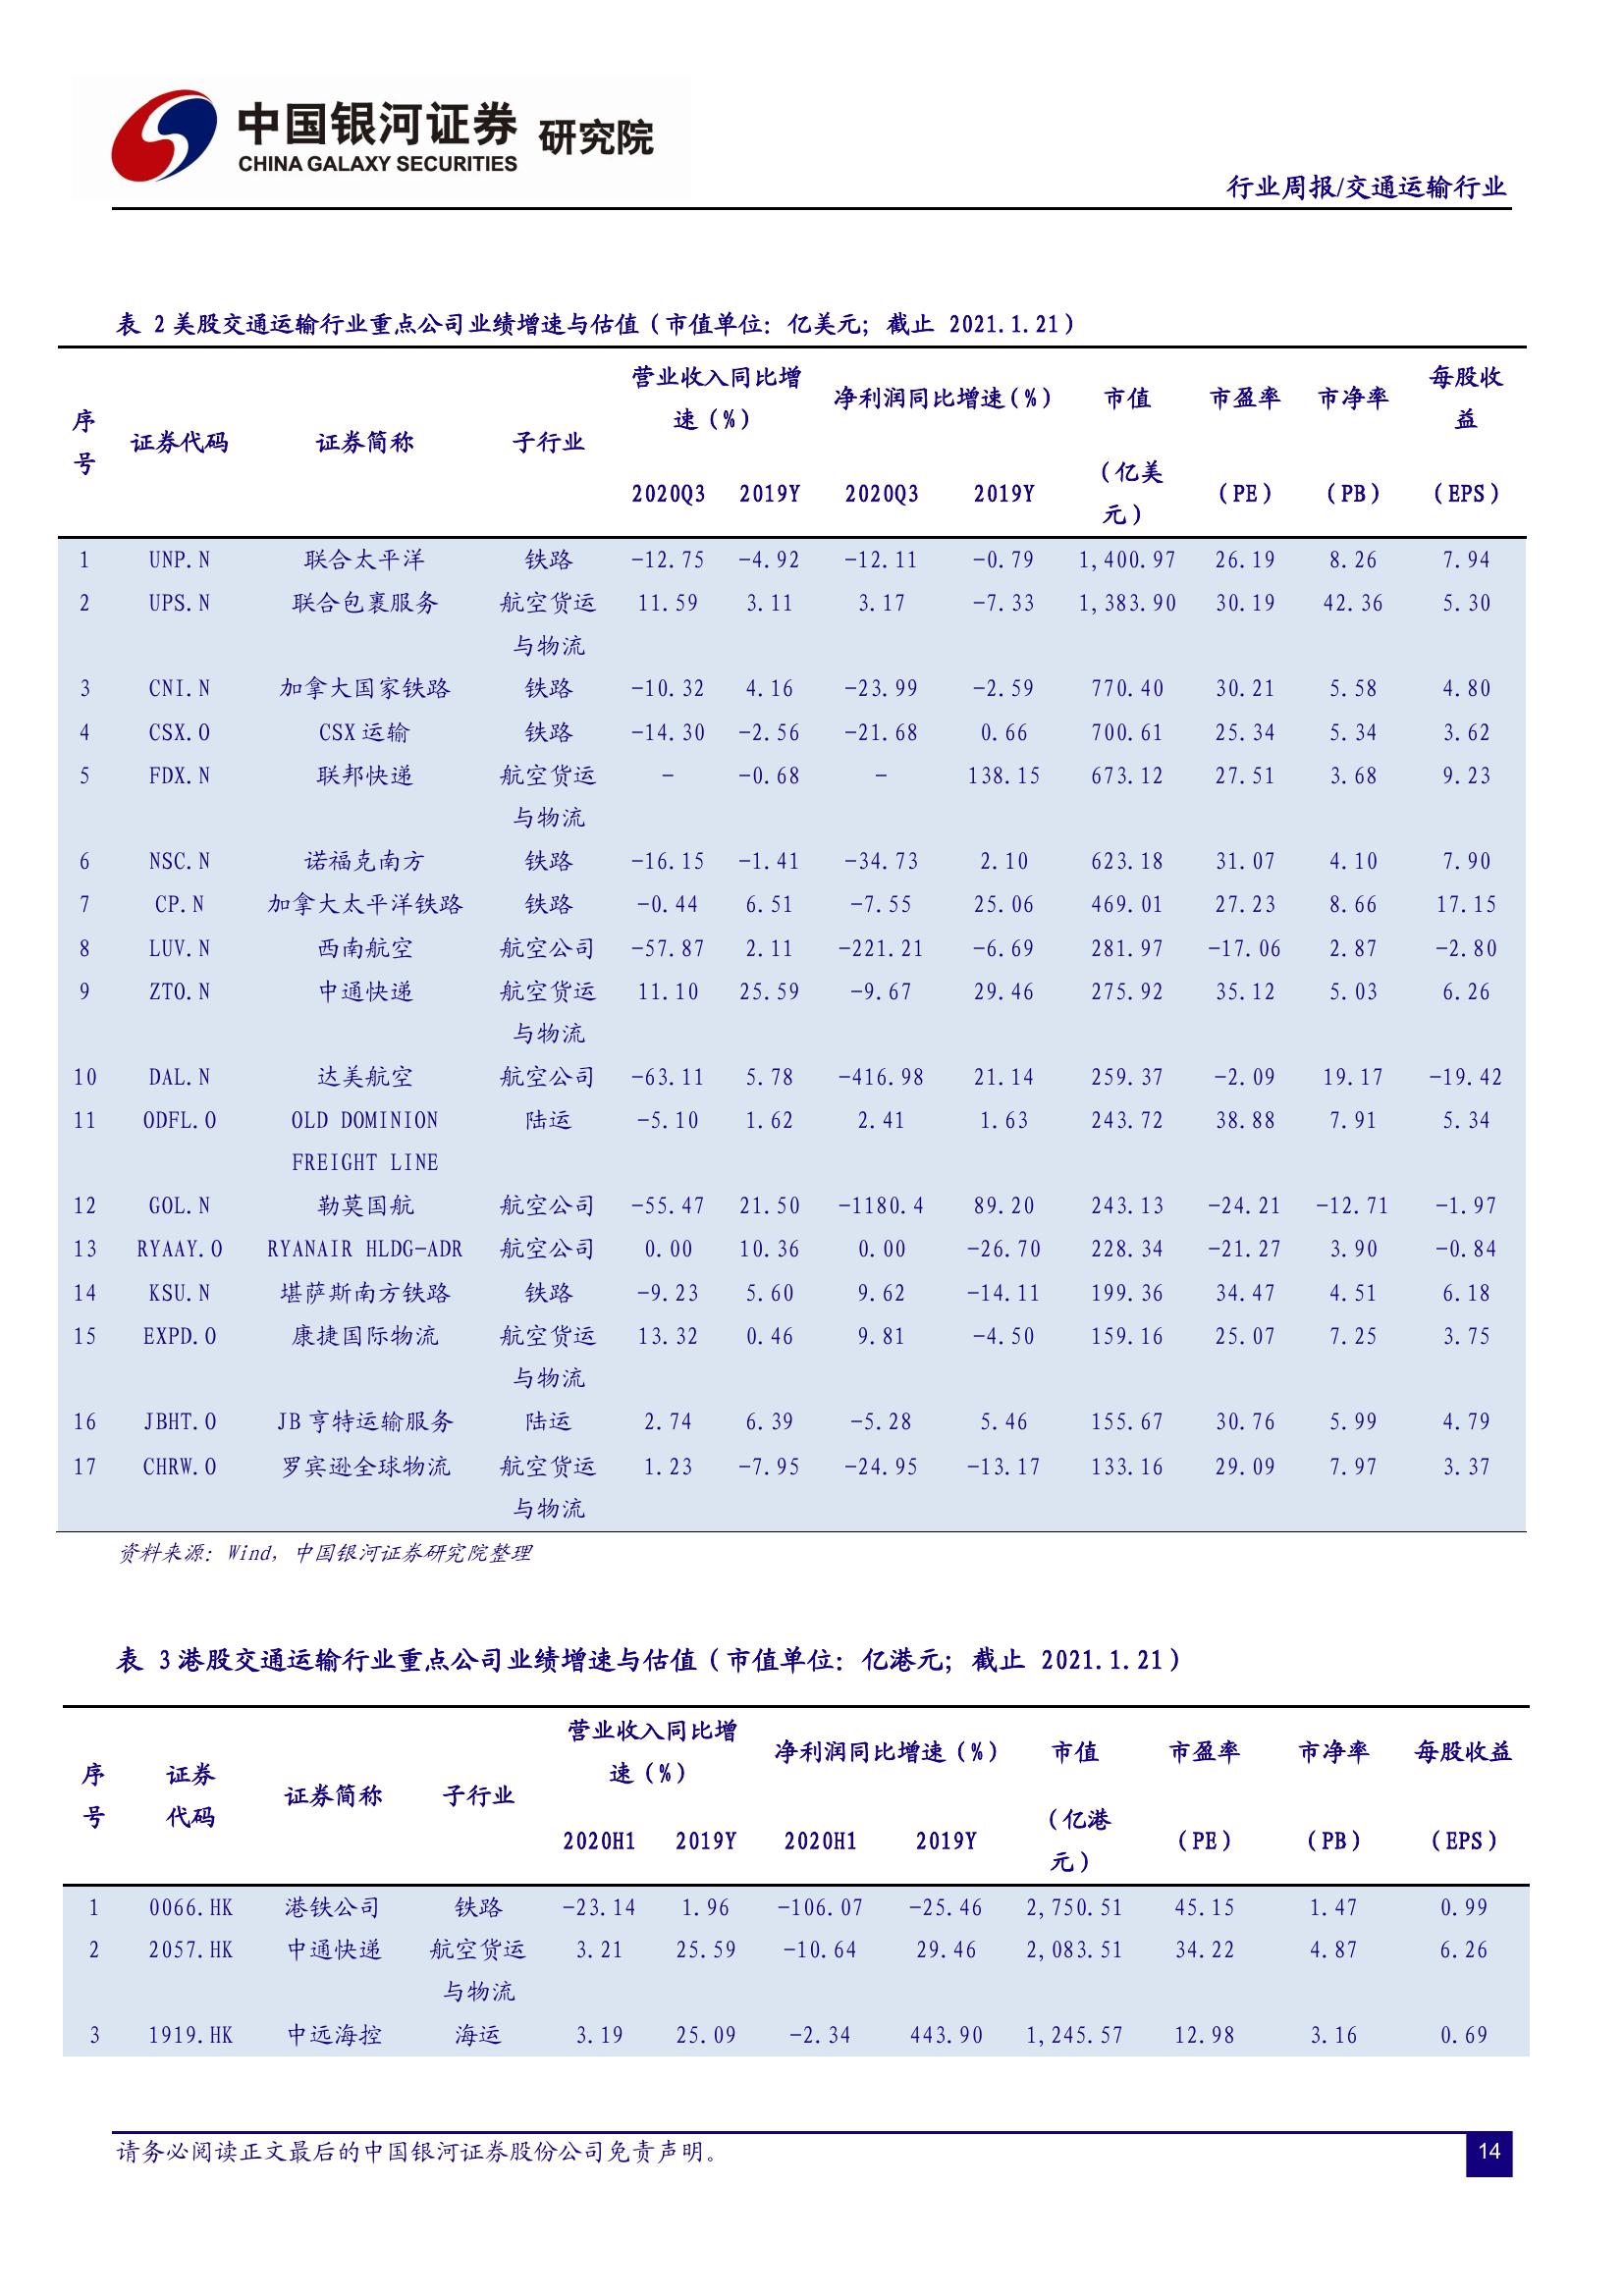 中国银河证券 研究院
CHINA GALAXY SECURITIES
行业周报/交通运输行业
表 2 美股交通运输行业重点公司业绩增速与估值（市值单位：亿美元；截止 2021.1.21）
序号 证券代码 证券简称 子行业 营业收入同比增速（%） 净利润同比增速(%) 市值 市盈率 市净率 每股收益
2020Q3 2019Y 2020Q3 2019Y （亿美元） （PE） （PB） （EPS）
1 UNP.N 联合太平洋 铁路 -12.75 -4.92 -12.11 -0.79 1,400.97 26.19 8.26 7.94
2 UPS.N 联合包裹服务 航空货运 11.59 3.11 3.17 -7.33 1,383.90 30.19 42.36 5.30
与物流
3 CNI.N 加拿大国家铁路 铁路 -10.32 4.16 -23.99 -2.59 770.40 30.21 5.58 4.80
4 CSX.O CSX 运输 铁路 -14.30 -2.56 -21.68 0.66 700.61 25.34 5.34 3.62
5 FDX.N 联邦快递 航空货运 - -0.68 - 138.15 673.12 27.51 3.68 9.23
与物流
6 NSC.N 诺福克南方 铁路 -16.15 -1.41 -34.73 2.10 623.18 31.07 4.10 7.90
7 CP.N 加拿大太平洋铁路 铁路 -0.44 6.51 -7.55 25.06 469.01 27.23 8.66 17.15
8 LUV.N 西南航空 航空公司 -57.87 2.11 -221.21 -6.69 281.97 -17.06 2.87 -2.80
9 ZTO.N 中通快递 航空货运 11.10 25.59 -9.67 29.46 275.92 35.12 5.03 6.26
与物流
10 DAL.N 达美航空 航空公司 -63.11 5.78 -416.98 21.14 259.37 -2.09 19.17 -19.42
11 ODFL.O OLD DOMINION 陆运 -5.10 1.62 2.41 1.63 243.72 38.88 7.91 5.34
FREIGHT LINE
12 GOL.N 勒莫国航 航空公司 -55.47 21.50 -1180.4 89.20 243.13 -24.21 -12.71 -1.97
13 RYAAY.O RYANAIR HLDG-ADR 航空公司 0.00 10.36 0.00 -26.70 228.34 -21.27 3.90 -0.84
14 KSU.N 堪萨斯南方铁路 铁路 -9.23 5.60 9.62 -14.11 199.36 34.47 4.51 6.18
15 EXPD.O 康捷国际物流 航空货运 13.32 0.46 9.81 -4.50 159.16 25.07 7.25 3.75
与物流
16 JBHT.O JB 亨特运输服务 陆运 2.74 6.39 -5.28 5.46 155.67 30.76 5.99 4.79
17 CHRW.O 罗宾逊全球物流 航空货运 1.23 -7.95 -24.95 -13.17 133.16 29.09 7.97 3.37
与物流
资料来源：Wind，中国银河证券研究院整理
表 3 港股交通运输行业重点公司业绩增速与估值（市值单位：亿港元；截止 2021.1.21）
序号 证券代码 证券简称 子行业 营业收入同比增速（%） 净利润同比增速（%） 市值 市盈率 市净率 每股收益
2020H1 2019Y 2020H1 2019Y （亿港元） （PE） （PB） （EPS）
1 0066.HK 港铁公司 铁路 -23.14 1.96 -106.07 -25.46 2,750.51 45.15 1.47 0.99
2 2057.HK 中通快递 航空货运 3.21 25.59 -10.64 29.46 2,083.51 34.22 4.87 6.26
与物流
3 1919.HK 中远海控 海运 3.19 25.09 -2.34 443.90 1,245.57 12.98 3.16 0.69
请务必阅读正文最后的中国银河证券股份公司免责声明。
14